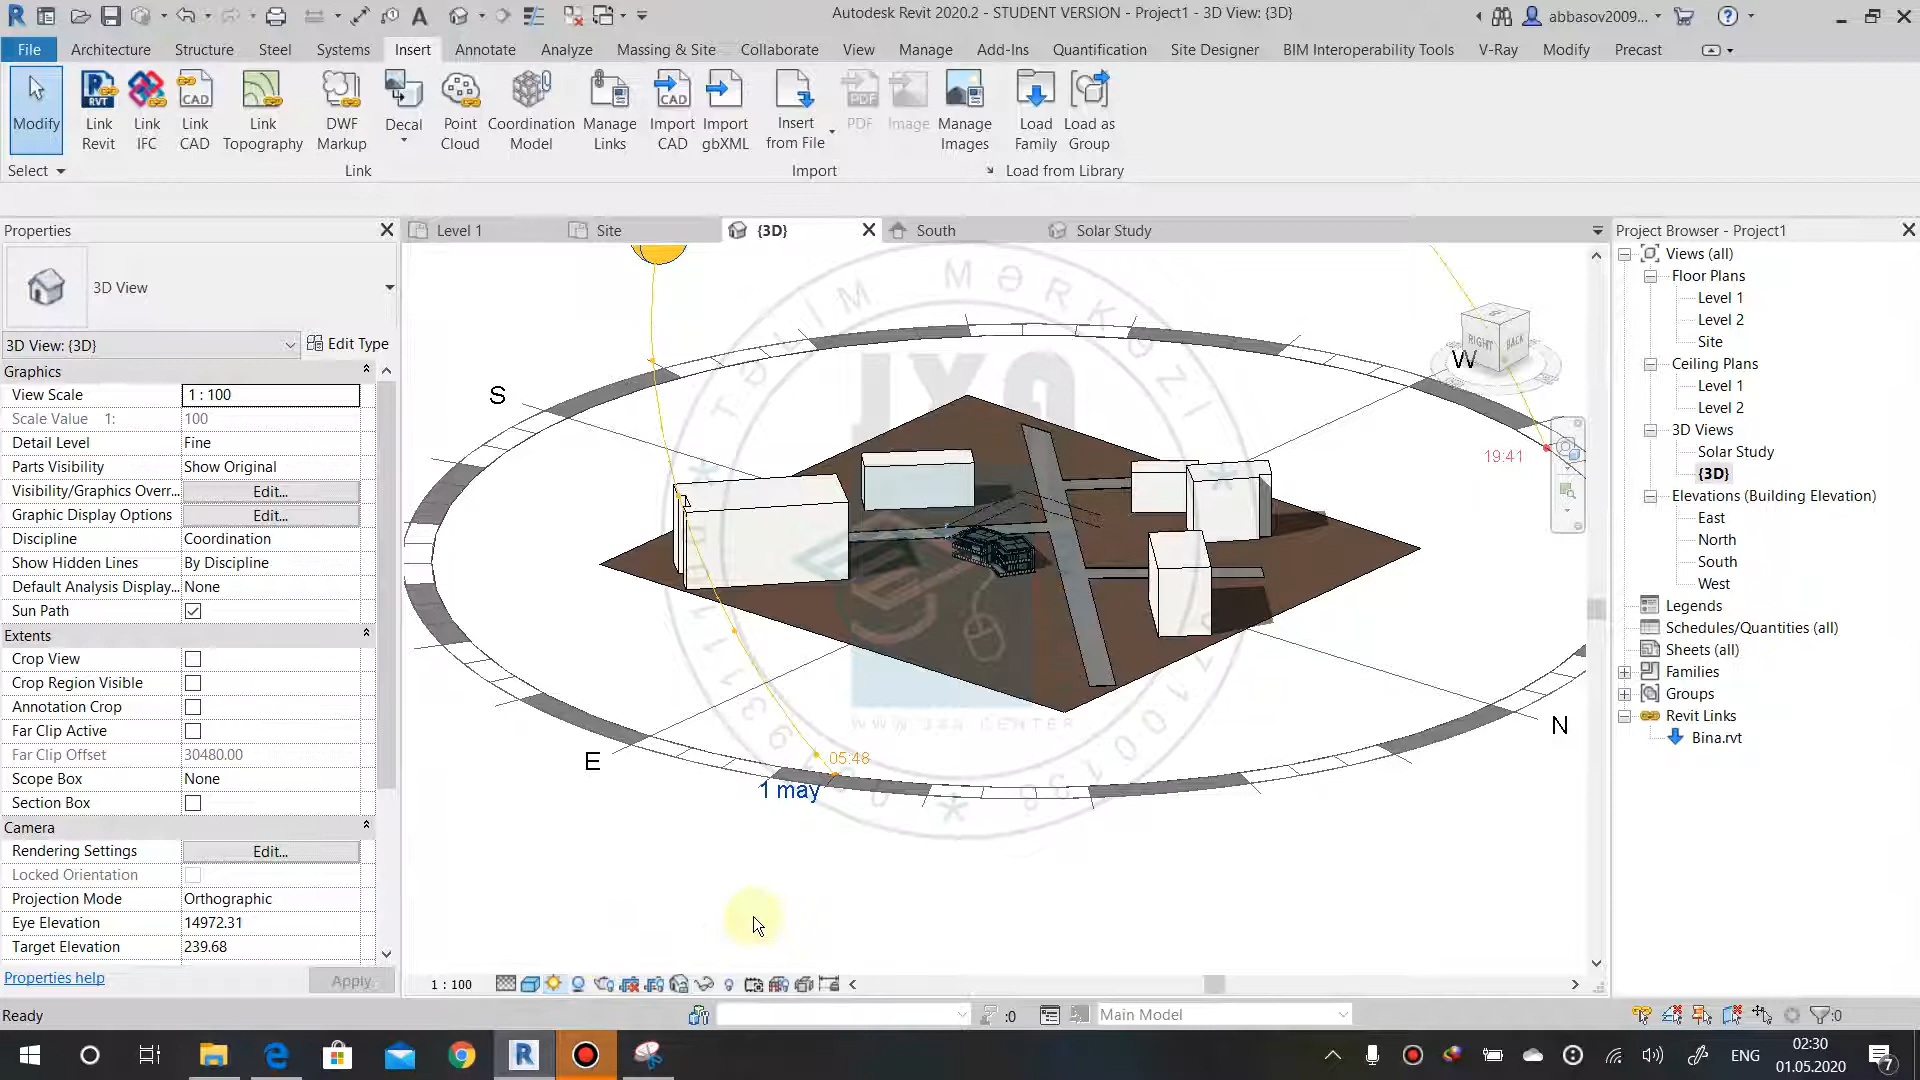 Autodesk Revit 2020.2 - STUDENT VERSION - Project1 - 3D View: {3D}
abbasov2009...
File Architecture Structure Steel Systems Insert Annotate Analyze Massing & Site Collaborate View Manage Add-Ins Quantification Site Designer BIM Interoperability Tools V-Ray Modify Precast
Modify
Link Revit
Link IFC
Link CAD
Link Topography
DWF Markup
Decal
Point Cloud
Coordination Model
Manage Links
Import CAD
Import gbXML
Insert from File
PDF
Image
Manage Images
Load Family
Load as Group
Select
Link
Import
Load from Library
Properties
3D View
3D View: {3D}
Edit Type
Graphics
View Scale 1 : 100
Scale Value 1: 100
Detail Level Fine
Parts Visibility Show Original
Visibility/Graphics Overr... Edit...
Graphic Display Options Edit...
Discipline Coordination
Show Hidden Lines By Discipline
Default Analysis Display... None
Sun Path
Extents
Crop View
Crop Region Visible
Annotation Crop
Far Clip Active
Far Clip Offset 30480.00
Scope Box None
Section Box
Camera
Rendering Settings Edit...
Locked Orientation
Projection Mode Orthographic
Eye Elevation 14972.31
Target Elevation 239.68
Properties help
Apply
Level 1
Site
{3D}
South
Solar Study
S
W
RIGHT
BACK
19:41
N
E
05:48
1 may
TƏDLİM MƏRKƏZİ
WWW.3XQ.CENTER
1 : 100
Project Browser - Project1
Views (all)
Floor Plans
Level 1
Level 2
Site
Ceiling Plans
Level 1
Level 2
3D Views
Solar Study
{3D}
Elevations (Building Elevation)
East
North
South
West
Legends
Schedules/Quantities (all)
Sheets (all)
Families
Groups
Revit Links
Bina.rvt
Ready
:0
Main Model
:0
ENG
02:30
01.05.2020
7